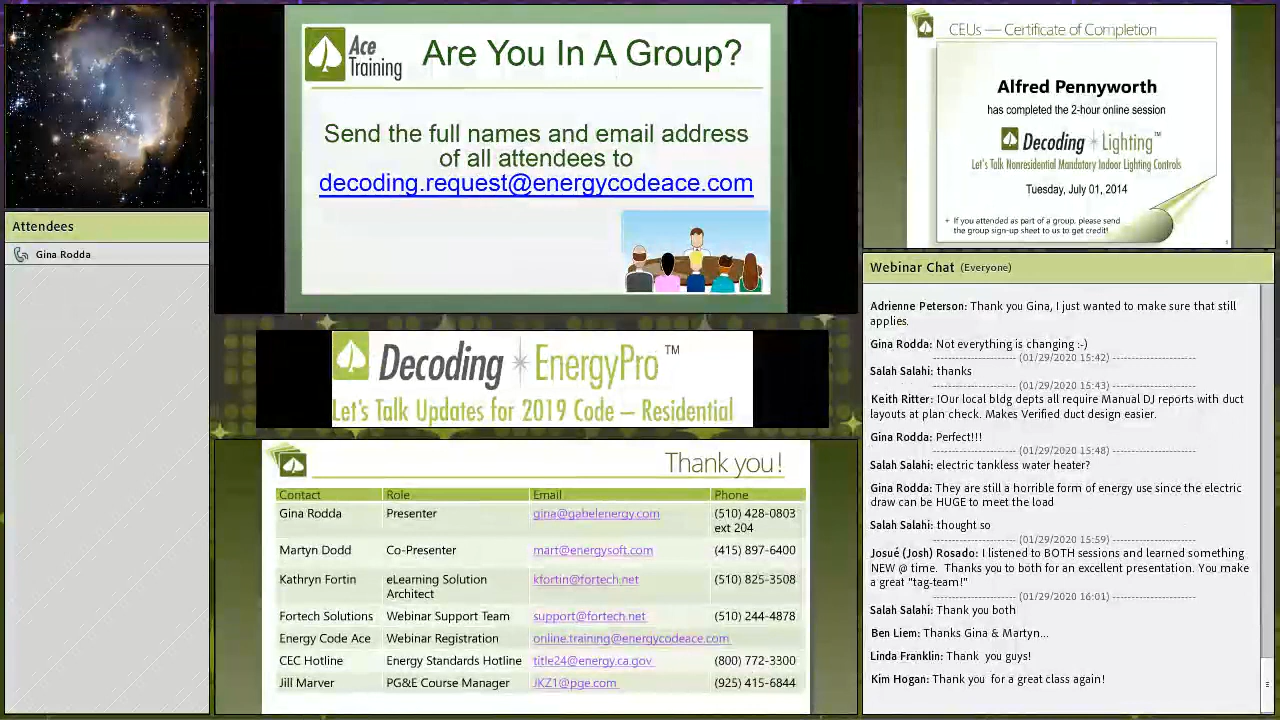 Attendees
Gina Rodda
Ace
Training
Are You In A Group?
Send the full names and email address
of all attendees to
decoding.request@energycodeace.com
Decoding EnergyPro ™
Let's Talk Updates for 2019 Code – Residential
Thank you!
Contact Role Email Phone
Gina Rodda Presenter gina@gabelenergy.com (510) 428-0803
ext 204
Martyn Dodd Co-Presenter mart@energysoft.com (415) 897-6400
Kathryn Fortin eLearning Solution kfortin@fortech.net (510) 825-3508
Architect
Fortech Solutions Webinar Support Team support@fortech.net (510) 244-4878
Energy Code Ace Webinar Registration online.training@energycodeace.com
CEC Hotline Energy Standards Hotline title24@energy.ca.gov (800) 772-3300
Jill Marver PG&E Course Manager JKZ1@pge.com (925) 415-6844
CEUs — Certificate of Completion
Alfred Pennyworth
has completed the 2-hour online session
Decoding Lighting™
Let's Talk Nonresidential Mandatory Indoor Lighting Controls
Tuesday, July 01, 2014
+ If you attended as part of a group, please send
the group sign-up sheet to us to get credit!
Webinar Chat (Everyone)
Adrienne Peterson: Thank you Gina, I just wanted to make sure that still
applies.
Gina Rodda: Not everything is changing :-)
---------------------- (01/29/2020 15:42) ----------------------
Salah Salahi: thanks
---------------------- (01/29/2020 15:43) ----------------------
Keith Ritter: IOur local bldg depts all require Manual DJ reports with duct
layouts at plan check. Makes Verified duct design easier.
Gina Rodda: Perfect!!!
---------------------- (01/29/2020 15:48) ----------------------
Salah Salahi: electric tankless water heater?
Gina Rodda: They are still a horrible form of energy use since the electric
draw can be HUGE to meet the load
Salah Salahi: thought so
---------------------- (01/29/2020 15:59) ----------------------
Josué (Josh) Rosado: I listened to BOTH sessions and learned something
NEW @ time. Thanks you to both for an excellent presentation. You make
a great "tag-team!"
---------------------- (01/29/2020 16:01) ----------------------
Salah Salahi: Thank you both
Ben Liem: Thanks Gina & Martyn...
Linda Franklin: Thank you guys!
Kim Hogan: Thank you for a great class again!